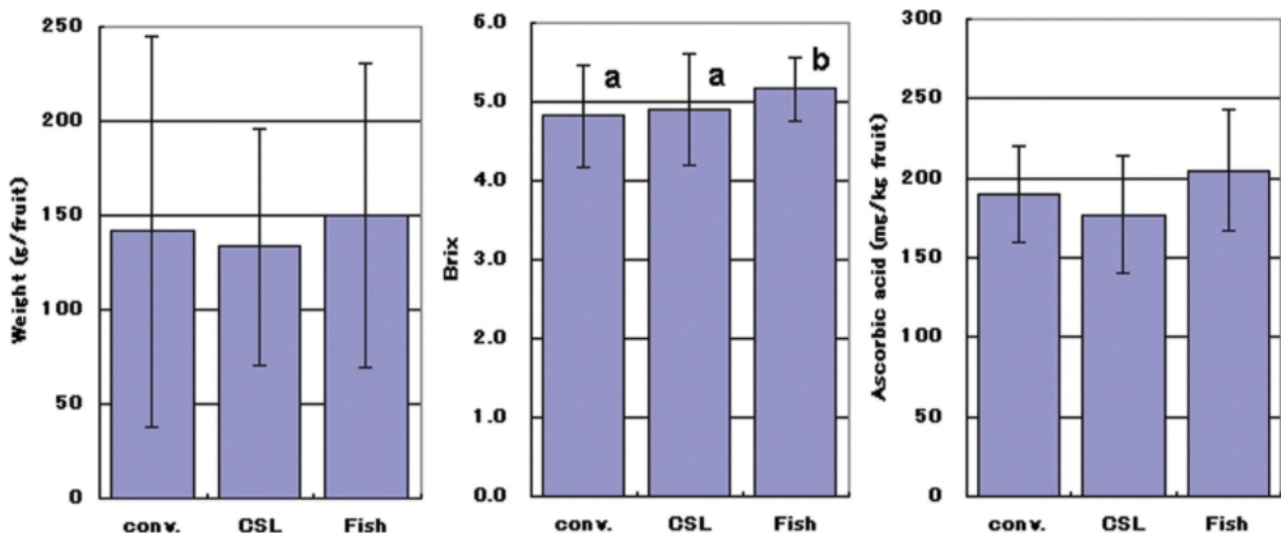 250
200
150
100
50
0
Weight (g/fruit)
conv. CSL Fish
6.0
5.0
4.0
3.0
2.0
1.0
0.0
Brix
a a b
conv. CSL Fish
300
250
200
150
100
50
0
Ascorbic acid (mg/kg fruit)
conv. CSL Fish